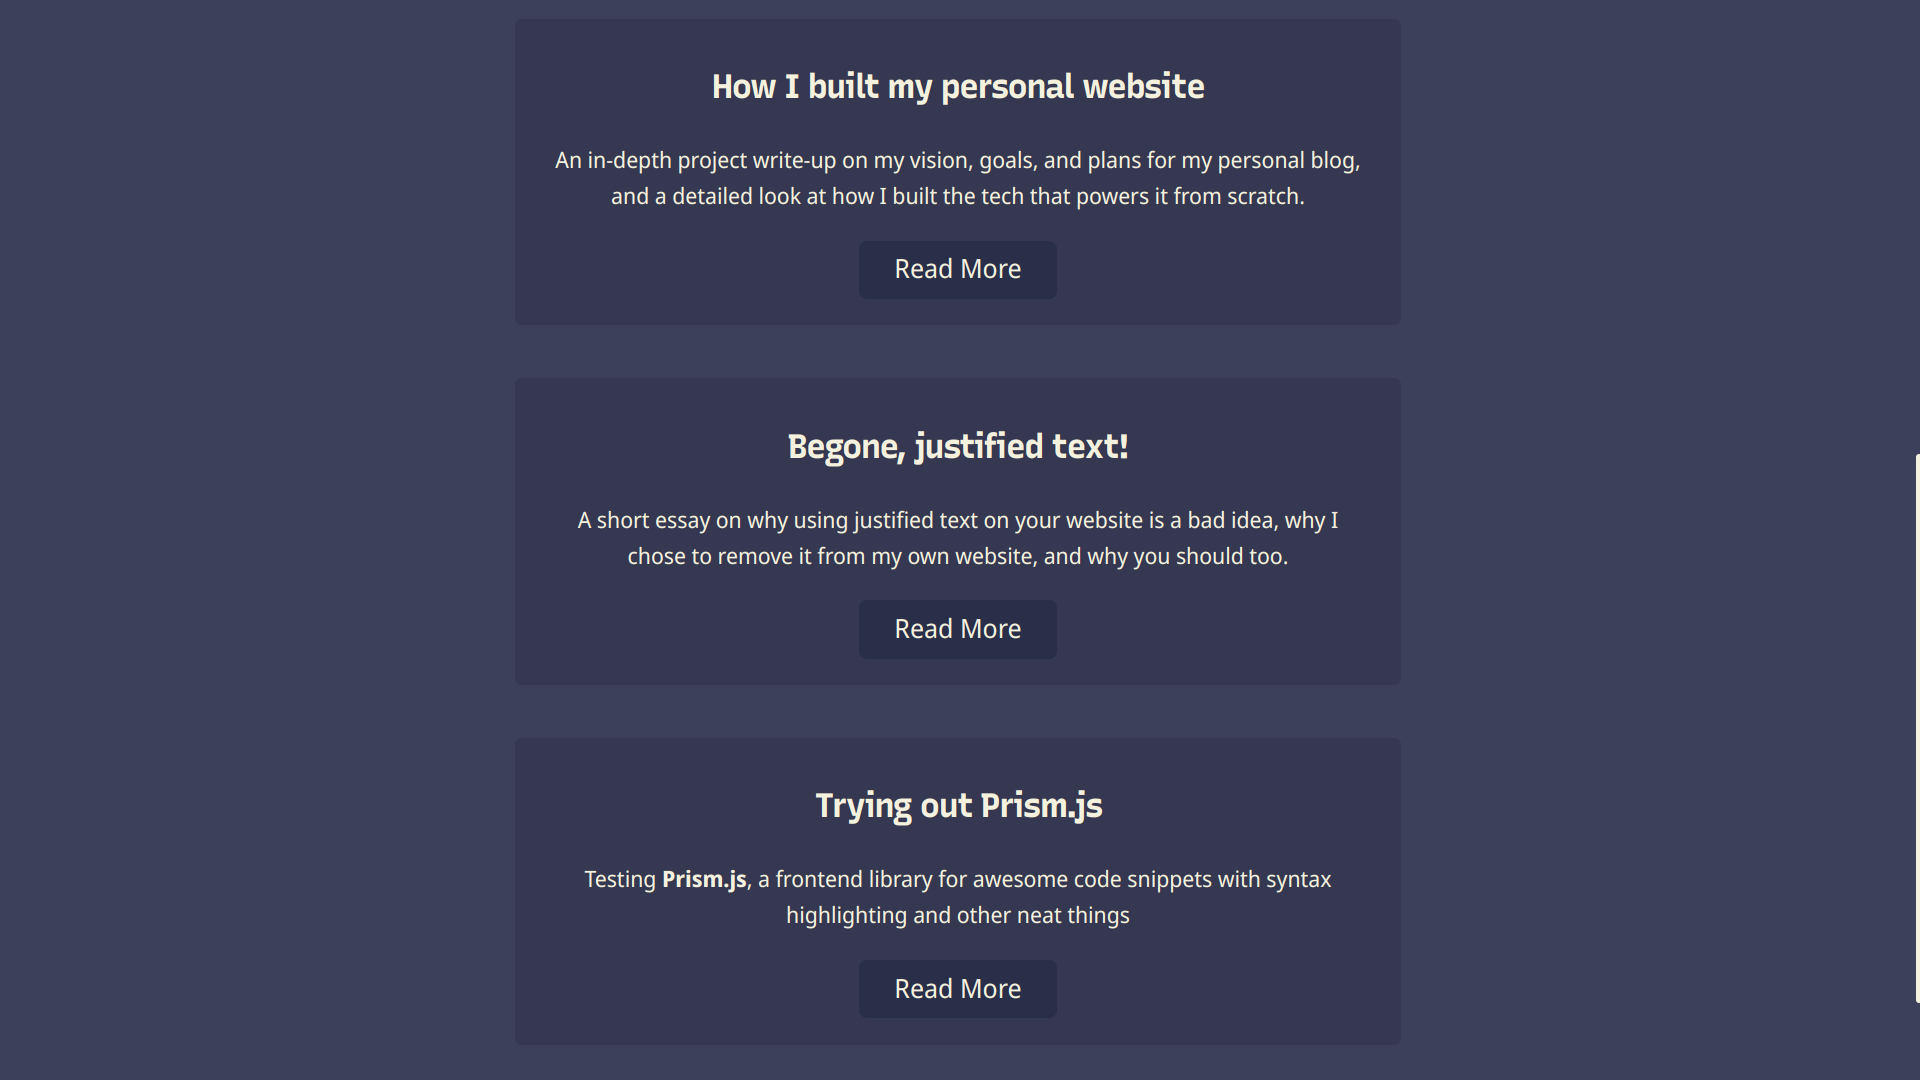 How I built my personal website
An in-depth project write-up on my vision, goals, and plans for my personal blog,
and a detailed look at how I built the tech that powers it from scratch.
Read More
Begone, justified text!
A short essay on why using justified text on your website is a bad idea, why I
chose to remove it from my own website, and why you should too.
Read More
Trying out Prism.js
Testing Prism.js, a frontend library for awesome code snippets with syntax
highlighting and other neat things
Read More